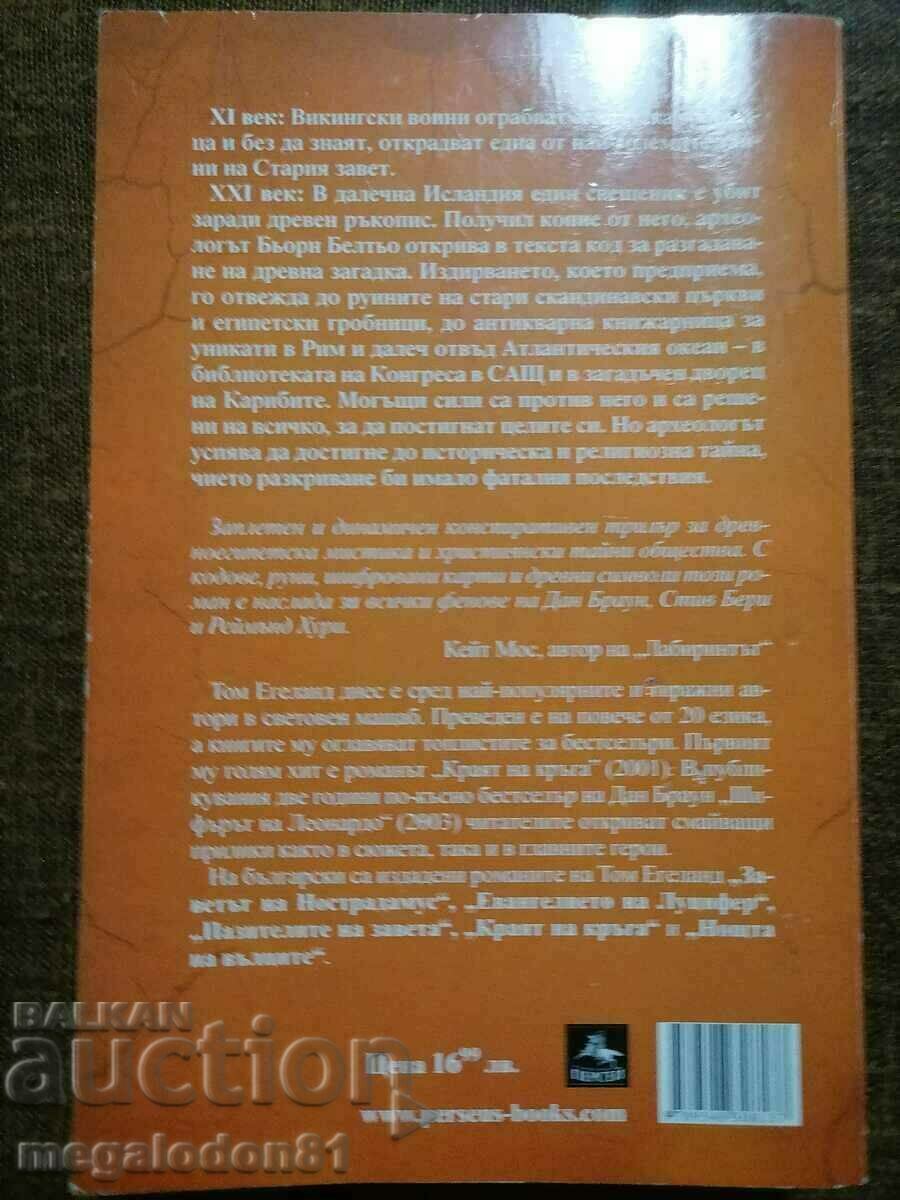 XI век: Викингски воини ограбват
ца и без да знаят, открадват една от най-
ни на Стария завет.
XXI век: В далечна Исландия един свещеник е убит
заради древен ръкопис. Получил копие от него, архео-
логът Бьорн Белтьо открива в текста код за разгадава-
не на древна загадка. Издирването, което предприема,
го отвежда до руините на стари скандинавски църкви
и египетски гробници, до антикварна книжарница за
уникати в Рим и далеч отвъд Атлантическия океан – в
библиотеката на Конгреса в САЩ и в загадъчен дворец
на Карибите. Могъщи сили са против него и са реше-
ни на всичко, за да постигнат целите си. Но археологът
успява да достигне до историческа и религиозна тайна,
чието разкриване би имало фатални последствия.
Заплетен и динамичен конспиративен трилър за древ-
ноегипетска мистика и християнски тайни общества. С
кодове, руни, шифровани карти и древни символи този ро-
ман е наслада за всички фенове на Дан Браун, Стив Бери
и Реймънд Хури.
Кейт Мос, автор на „Лабиринтът“
Том Егеланд днес е сред най-популярните и тиражни ав-
тори в световен мащаб. Преведен е на повече от 20 езика,
а книгите му оглавяват топлистите за бестселъри. Първият
му голям хит е романът „Краят на кръга“ (2001). В публи-
кувания две години по-късно бестселър на Дан Браун „Ши-
фърът на Леонардо“ (2003) читателите откриват смайващи
прилики както в сюжета, така и в главните герои.
На български са издадени романите на Том Егеланд „За-
ветът на Нострадамус“, „Евангелието на Луцифер“,
„Пазителите на завета“, „Краят на кръга“ и „Нощта
на вълците“.
Цена 16⁹⁹ лв.
ПЕРСЕЙ
www.perseus-books.com
BALKAN
auction
megalodon81